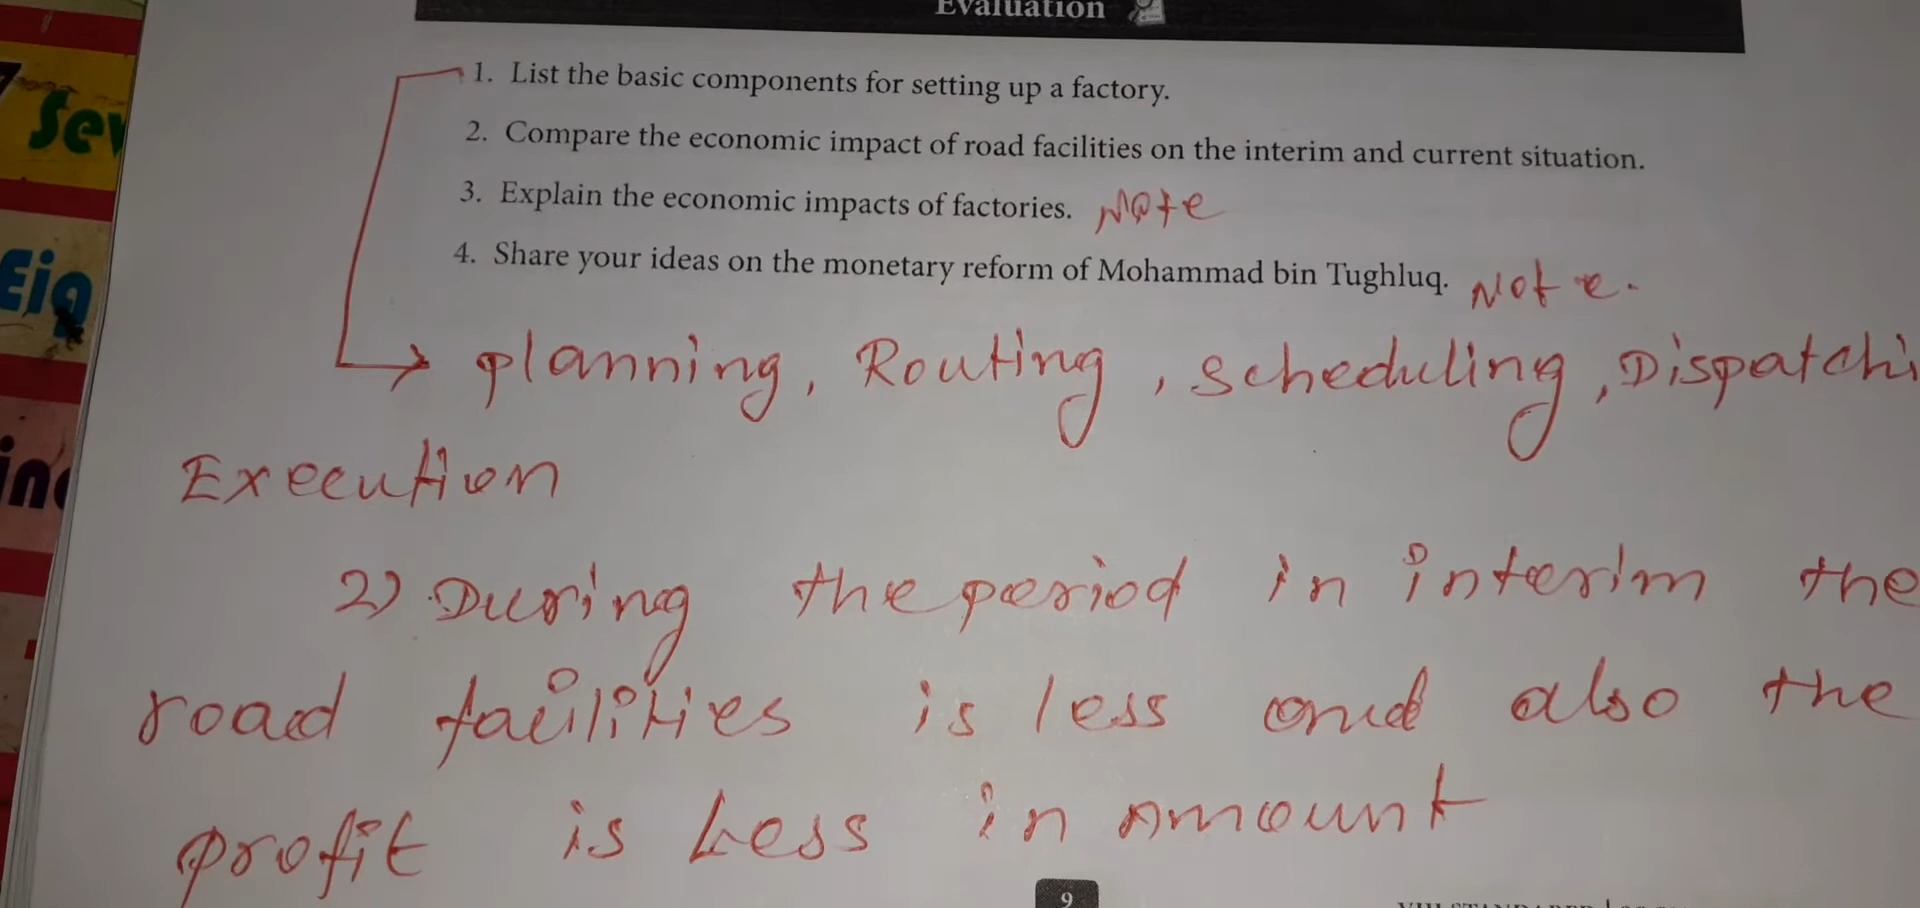 Evaluation
1. List the basic components for setting up a factory.
2. Compare the economic impact of road facilities on the interim and current situation.
3. Explain the economic impacts of factories. Note
4. Share your ideas on the monetary reform of Mohammad bin Tughluq. Note.
planning, Routing, Scheduling, Dispatchi
Execution
2) During the period in interim the
road facilities is less and also the
profit is Less in Amount
9
Sev
Eig